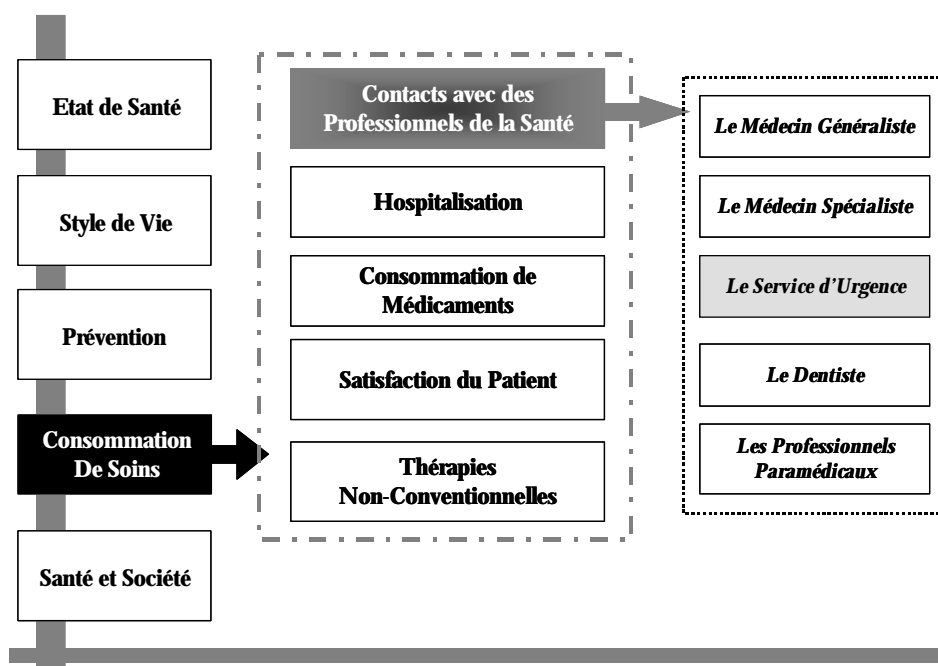 Etat de Santé
Style de Vie
Prévention
Consommation
De Soins
Santé et Société
Contacts avec des
Professionnels de la Santé
Hospitalisation
Consommation de
Médicaments
Satisfaction du Patient
Thérapies
Non-Conventionnelles
Le Médecin Généraliste
Le Médecin Spécialiste
Le Service d'Urgence
Le Dentiste
Les Professionnels
Paramédicaux